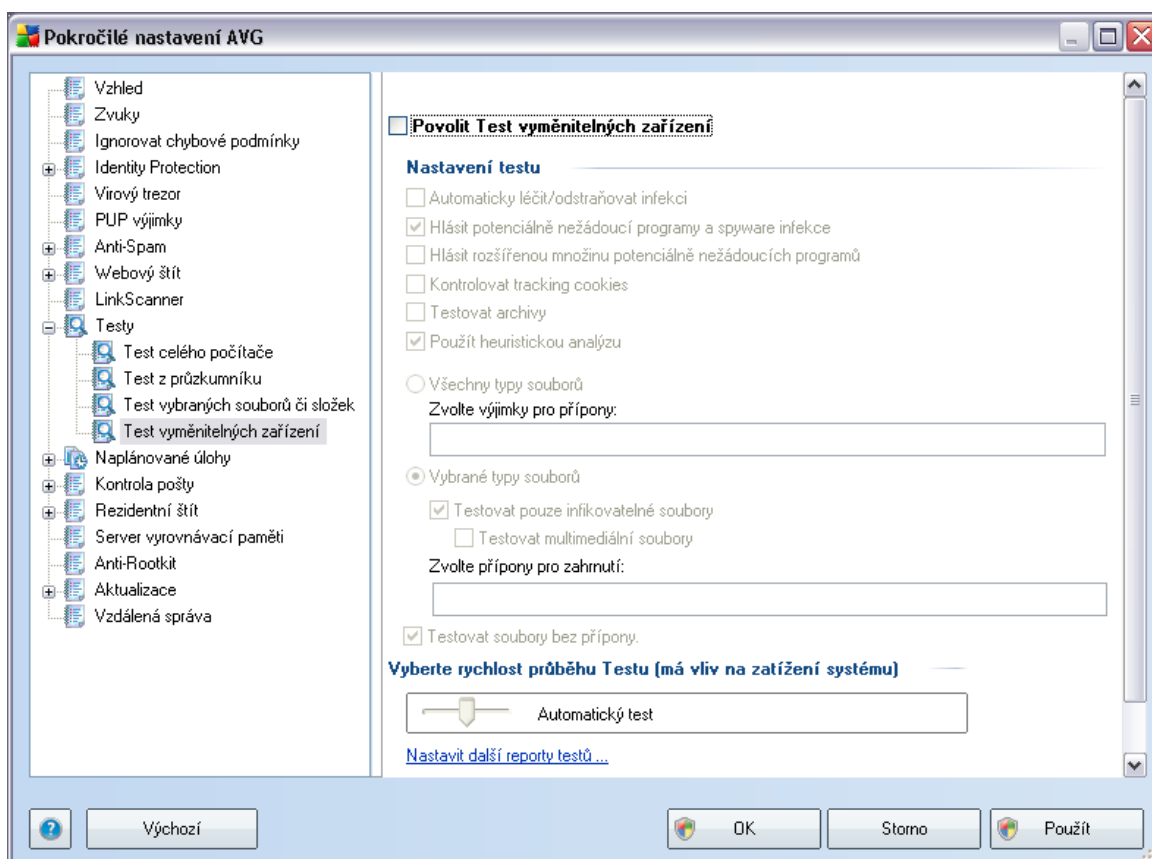 Pokročilé nastavení AVG
Vzhled
Zvuky
Ignorovat chybové podmínky
Identity Protection
Virový trezor
PUP výjimky
Anti-Spam
Webový štít
LinkScanner
Testy
Test celého počítače
Test z průzkumníku
Test vybraných souborů či složek
Test vyměnitelných zařízení
Naplánované úlohy
Kontrola pošty
Rezidentní štít
Server vyrovnávací paměti
Anti-Rootkit
Aktualizace
Vzdálená správa
Povolit Test vyměnitelných zařízení
Nastavení testu
Automaticky léčit/odstraňovat infekci
Hlásit potenciálně nežádoucí programy a spyware infekce
Hlásit rozšířenou množinu potenciálně nežádoucích programů
Kontrolovat tracking cookies
Testovat archivy
Použít heuristickou analýzu
Všechny typy souborů
Zvolte výjimky pro přípony:
Vybrané typy souborů
Testovat pouze infikovatelné soubory
Testovat multimediální soubory
Zvolte přípony pro zahrnutí:
Testovat soubory bez přípony.
Vyberte rychlost průběhu Testu (má vliv na zatížení systému)
Automatický test
Nastavit další reporty testů ...
Výchozí
OK
Storno
Použít